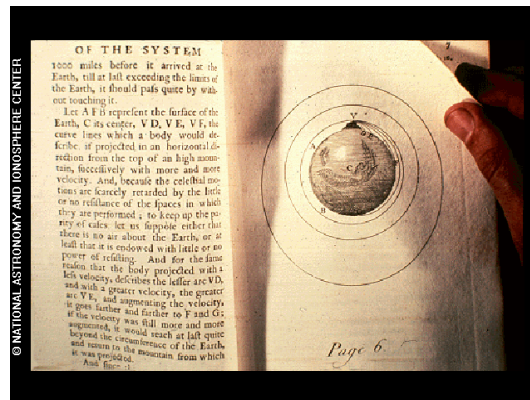 © NATIONAL ASTRONOMY AND IONOSPHERE CENTER
OF THE SYSTEM
1000 miles before it arrived at the
Earth, till at laſt exceeding the limits of
the Earth, it ſhould paſs quite by with-
out touching it.
Let A F B repreſent the ſurface of the
Earth, C its center, V D, V E, V F, the
curve lines which a body would de-
ſcribe, if projected in an horizontal di-
rection from the top of an high moun-
tain, ſucceſſively with more and more
velocity. And, becauſe the celeſtial mo-
tions are ſcarcely retarded by the little
or no reſiſtance of the ſpaces in which
they are performed; to keep up the pa-
rity of caſes, let us ſuppoſe either that
there is no air about the Earth, or at
leaſt that it is endowed with little or no
power of reſiſting. And for the ſame
reaſon that the body projected with a
leſs velocity, deſcribes the leſſer arc VD,
and with a greater velocity, the greater
arc VE, and augmenting the velocity,
it goes farther and farther to F and G;
if the velocity was ſtill more and more
augmented, it would reach at laſt quite
beyond the circumference of the Earth,
and return to the mountain from which
it was projected.
And
V
C
B
Page 6.